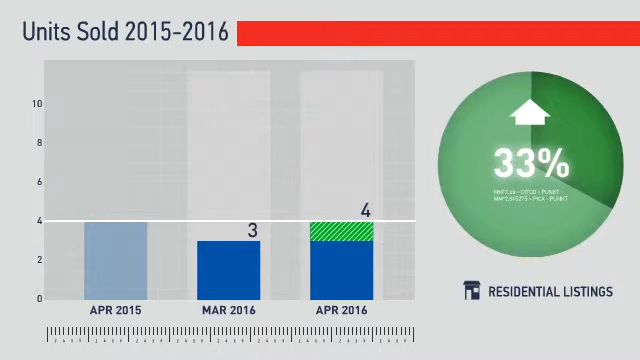 Units Sold 2015-2016
10
8
6
4
2
0
3
4
APR 2015
MAR 2016
APR 2016
33%
RESIDENTIAL LISTINGS